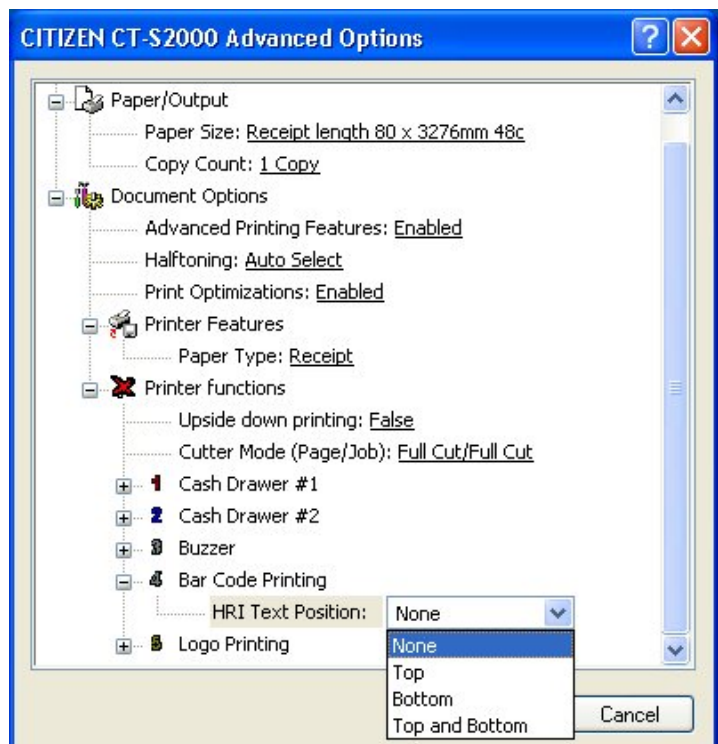 CITIZEN CT-S2000 Advanced Options
Paper/Output
Paper Size: Receipt length 80 x 3276mm 48c
Copy Count: 1 Copy
Document Options
Advanced Printing Features: Enabled
Halftoning: Auto Select
Print Optimizations: Enabled
Printer Features
Paper Type: Receipt
Printer functions
Upside down printing: False
Cutter Mode (Page/Job): Full Cut/Full Cut
1 Cash Drawer #1
2 Cash Drawer #2
3 Buzzer
4 Bar Code Printing
HRI Text Position: None
5 Logo Printing
None
Top
Bottom
Top and Bottom
Cancel